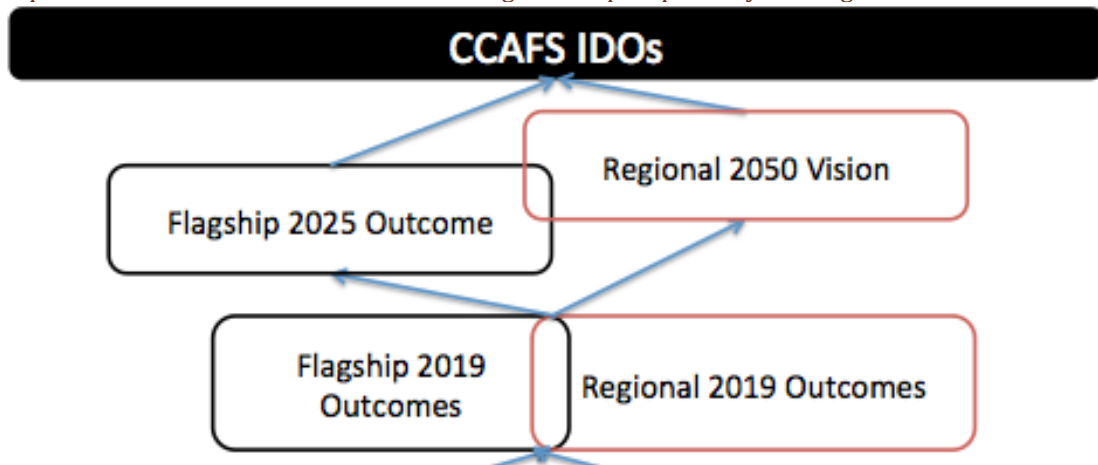 CCAFS IDOs
Regional 2050 Vision
Flagship 2025 Outcome
Flagship 2019
Outcomes
Regional 2019 Outcomes